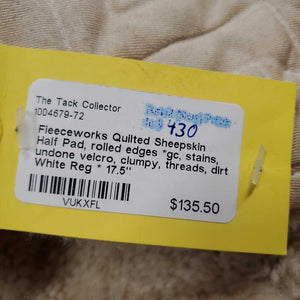 The Tack Collector
1004679-72
430
Fleeceworks Quilted Sheepskin
Half Pad, rolled edges *gc, stains,
undone velcro, clumpy, threads, dirt
White Reg * 17.5''
VUKXFL
$135.50